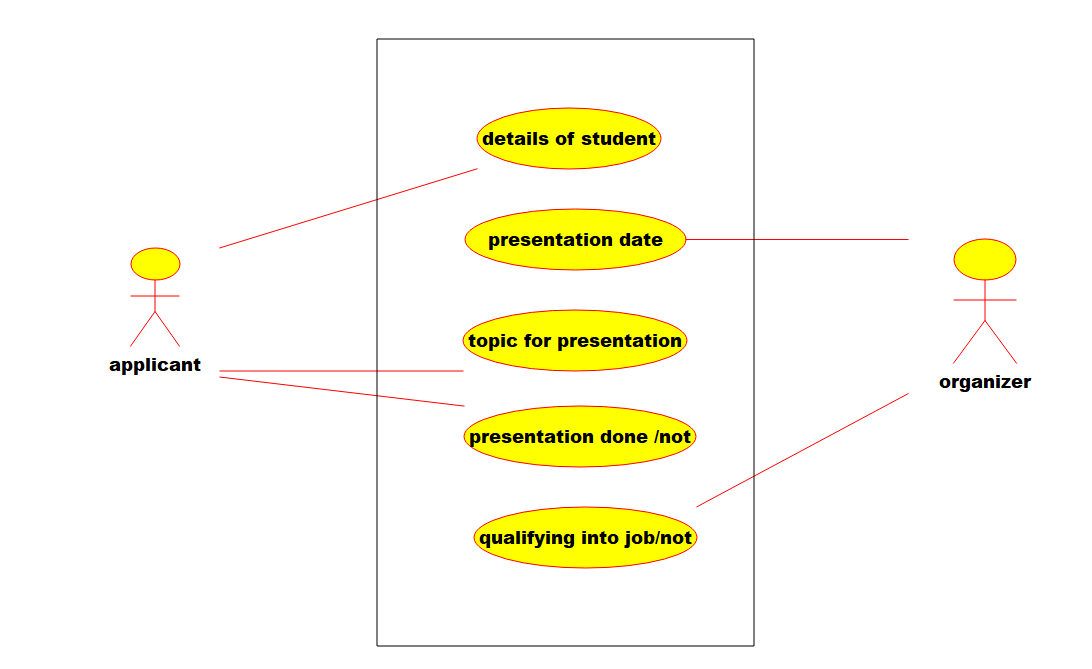 details of student
presentation date
topic for presentation
applicant
organizer
presentation done /not
qualifying into job/not